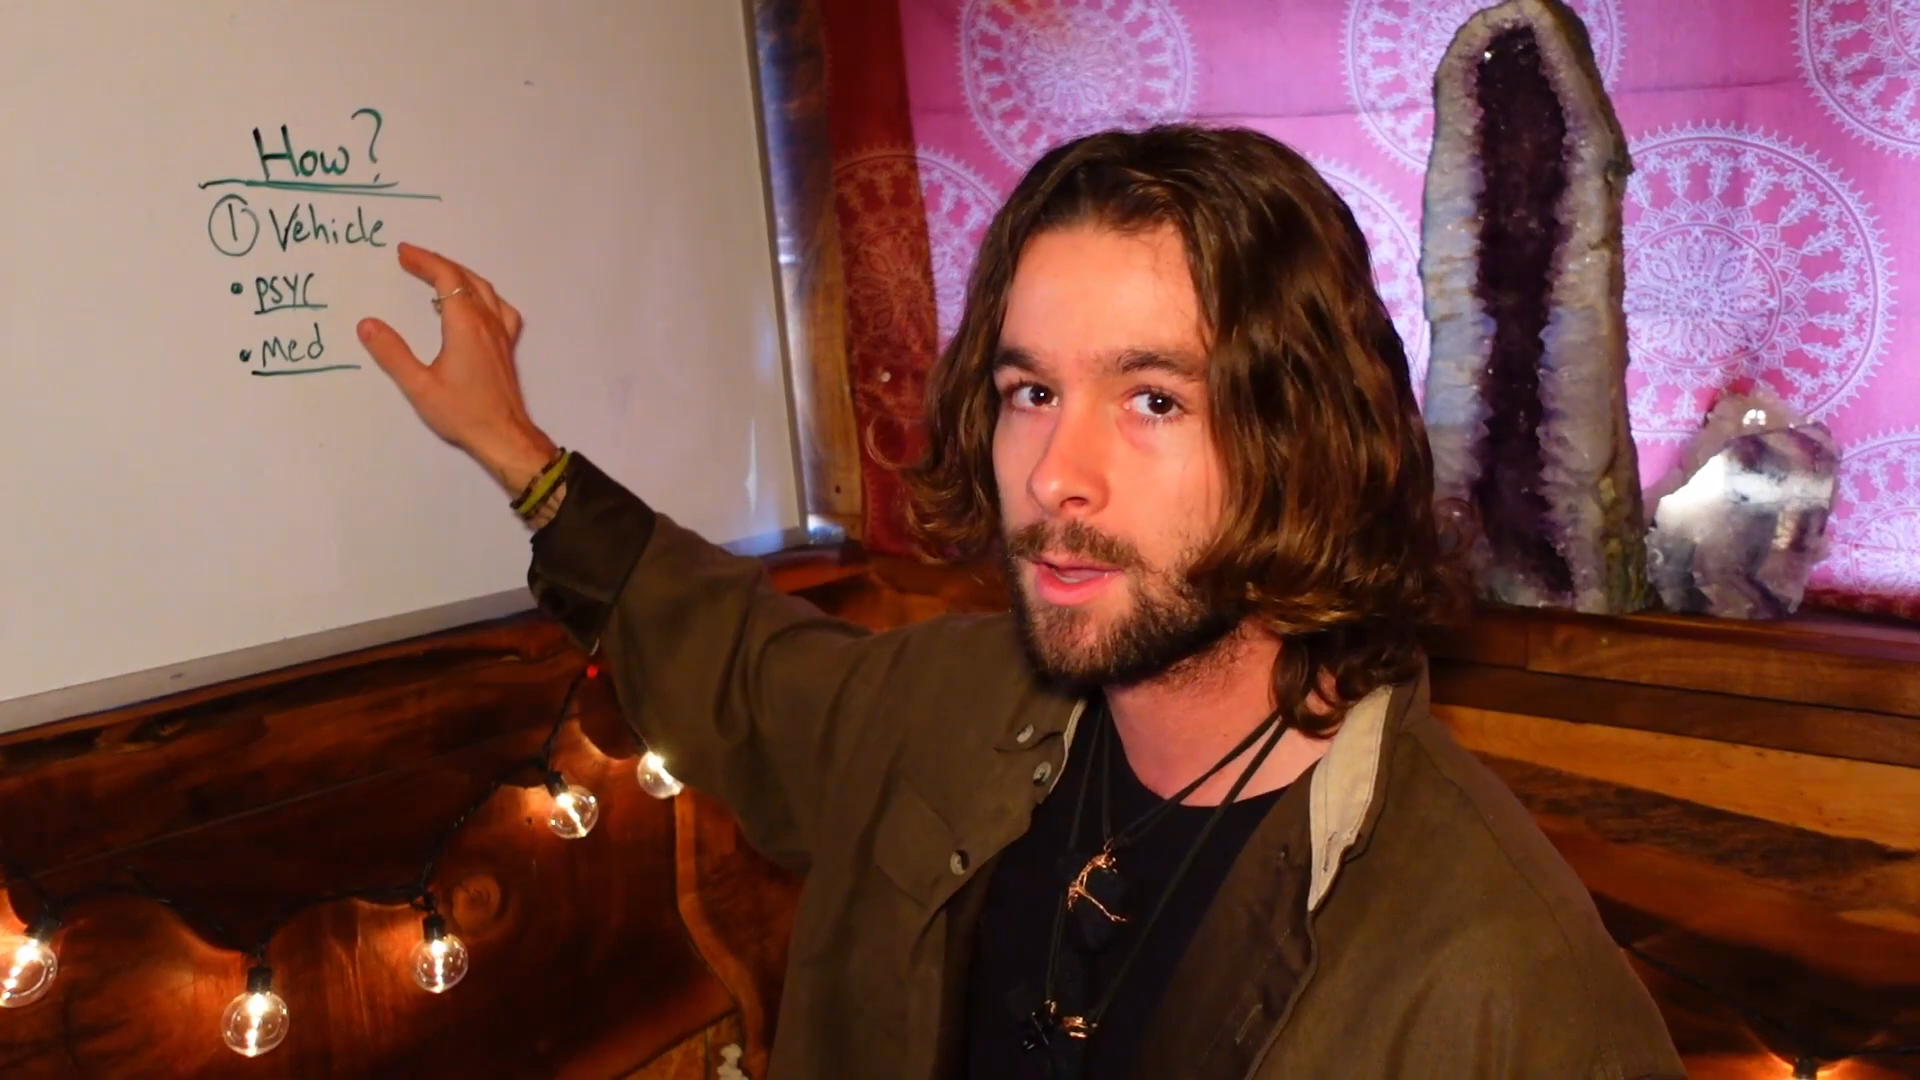 How?
① Vehicle
• PSYC
• Med